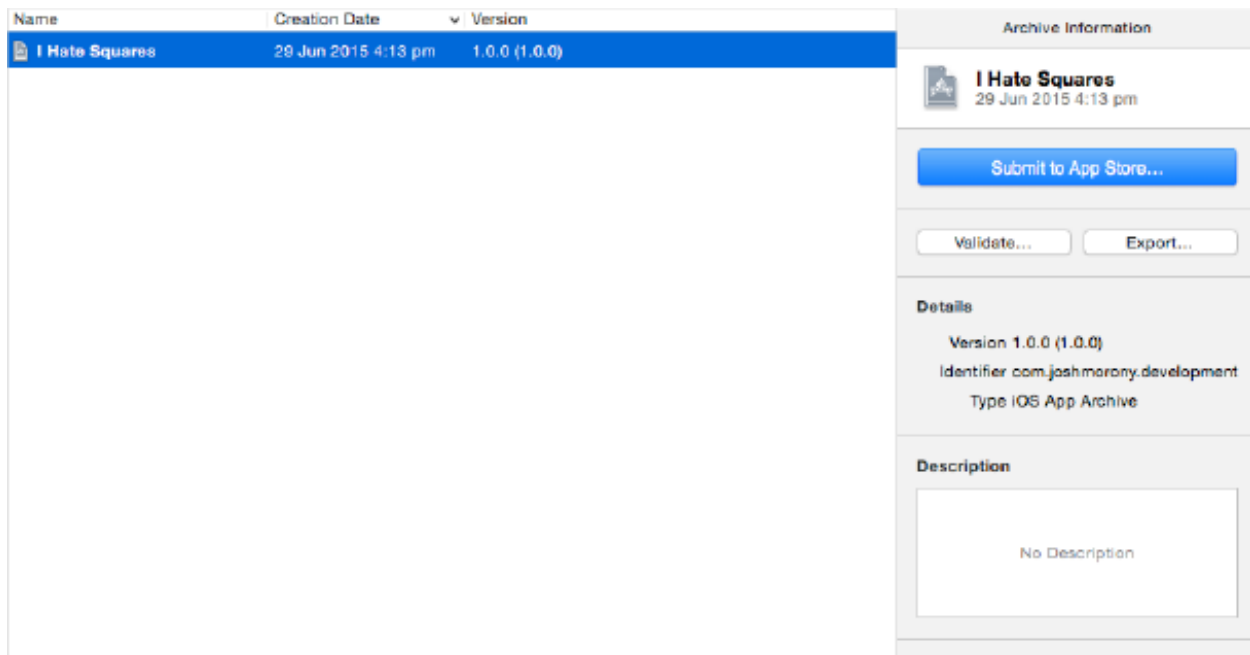 Name Creation Date Version
I Hate Squares 29 Jun 2015 4:13 pm 1.0.0 (1.0.0)
Archive Information
I Hate Squares
29 Jun 2015 4:13 pm
Submit to App Store...
Validate... Export...
Details
Version 1.0.0 (1.0.0)
Identifier com.joshmorony.development
Type iOS App Archive
Description
No Description